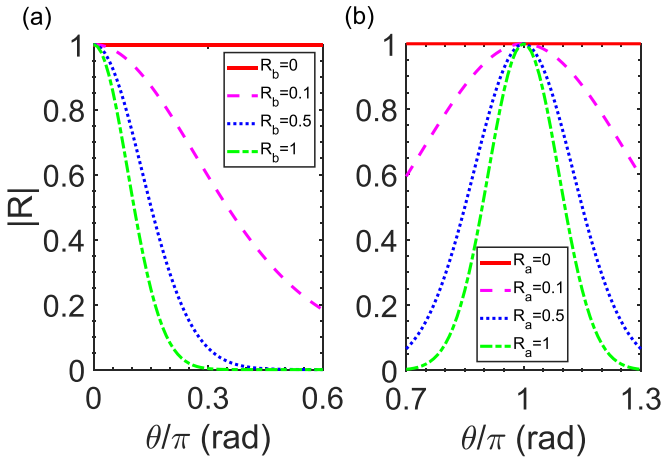 (a)
(b)
1
0.8
0.6
0.4
0.2
0
|R|
R_b=0
R_b=0.1
R_b=0.5
R_b=1
0
0.3
0.6
θ/π (rad)
1
0.8
0.6
0.4
0.2
0
R_a=0
R_a=0.1
R_a=0.5
R_a=1
0.7
1
1.3
θ/π (rad)